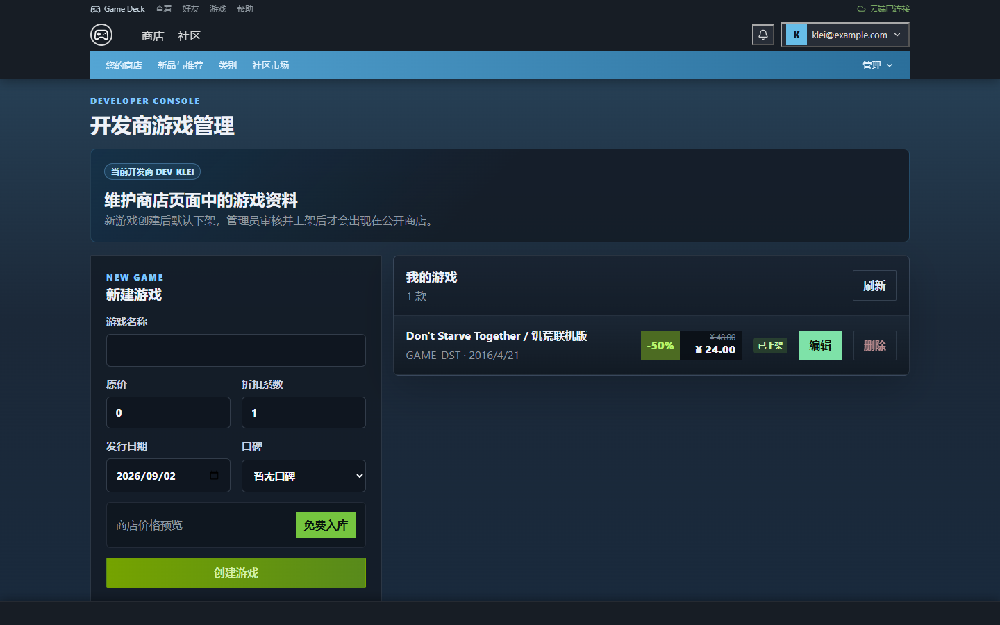 Game Deck 查看 好友 游戏 帮助 云端已连接
商店 社区 K klei@example.com
您的商店 新品与推荐 类别 社区市场 管理
DEVELOPER CONSOLE
开发商游戏管理
当前开发商 DEV_KLEI
维护商店页面中的游戏资料
新游戏创建后默认下架，管理员审核并上架后才会出现在公开商店。
NEW GAME
新建游戏
游戏名称
原价 折扣系数
0 1
发行日期 口碑
2026/09/02 暂无口碑
商店价格预览 免费入库
创建游戏
我的游戏
1 款
刷新
Don't Starve Together / 饥荒联机版
GAME_DST · 2016/4/21
-50% ¥ 48.00
¥ 24.00
已上架 编辑 删除